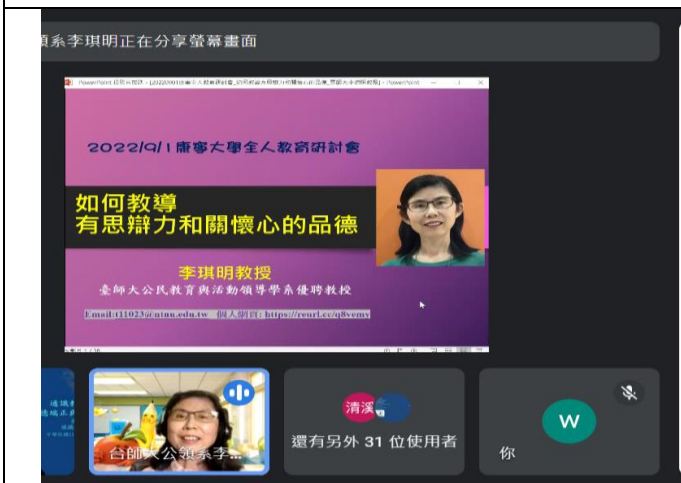 領系李琪明正在分享螢幕畫面
2022/9/1康寧大學全人教育研討會
如何教導
有思辯力和關懷心的品德
李琪明教授
臺師大公民教育與活動領導學系優聘教授
Email:t11023@ntnu.edu.tw 個人網頁: https://reurl.cc/q8vemv
台師大公領系李...
清溪
還有另外 31 位使用者
W
你